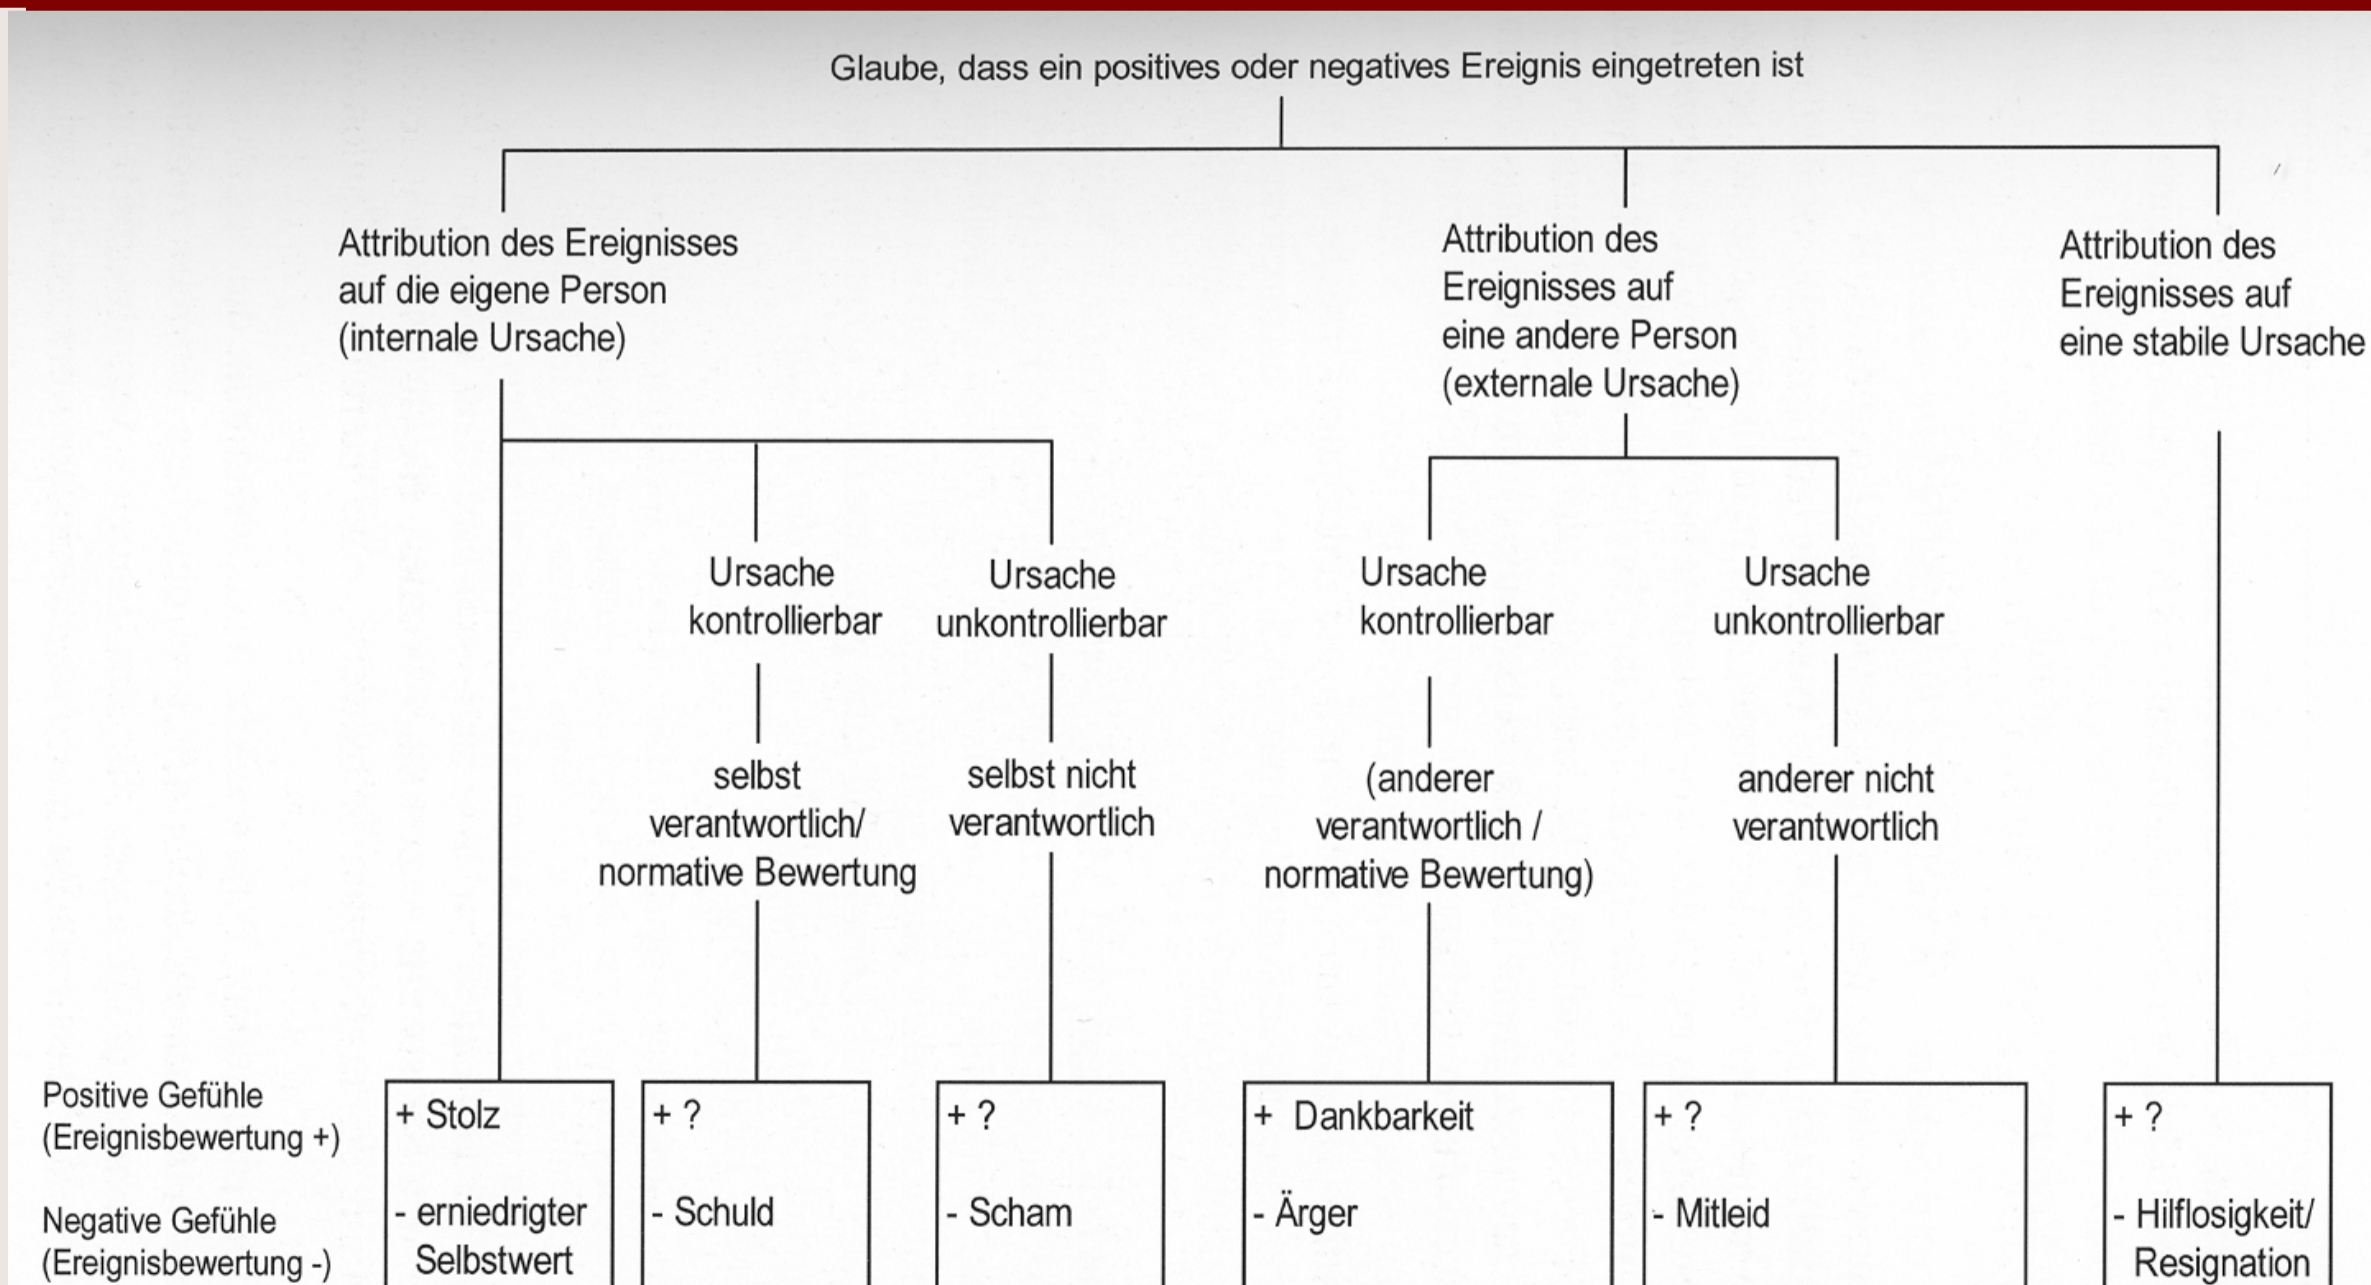 Glaube, dass ein positives oder negatives Ereignis eingetreten ist
Attribution des Ereignisses
auf die eigene Person
(internale Ursache)
Attribution des
Ereignisses auf
eine andere Person
(externale Ursache)
Attribution des
Ereignisses auf
eine stabile Ursache
Ursache
kontrollierbar
Ursache
unkontrollierbar
Ursache
kontrollierbar
Ursache
unkontrollierbar
selbst
verantwortlich/
normative Bewertung
selbst nicht
verantwortlich
(anderer
verantwortlich /
normative Bewertung)
anderer nicht
verantwortlich
Positive Gefühle
(Ereignisbewertung +)
+ Stolz
+ ?
+ ?
+ Dankbarkeit
+ ?
+ ?
Negative Gefühle
(Ereignisbewertung -)
- erniedrigter
Selbstwert
- Schuld
- Scham
- Ärger
- Mitleid
- Hilflosigkeit/
Resignation